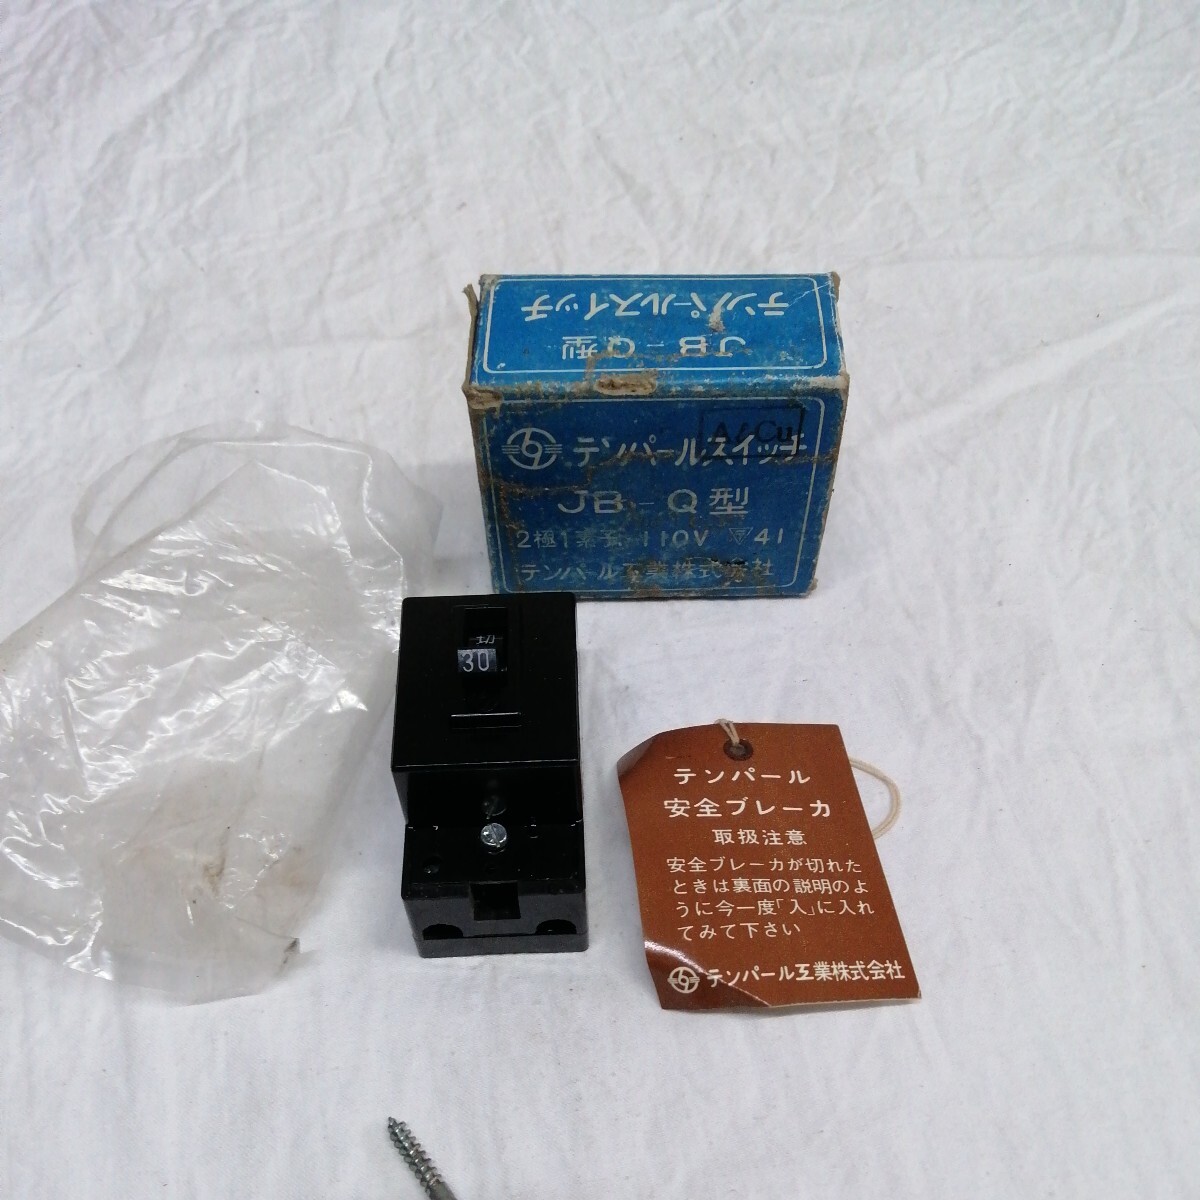 テンパールスイッチ
JB-Q型
テンパールスイッチ
Al Cu
JB-Q型
2極1素子 110V 〒41
テンパール工業株式会社
切
30
テンパール
安全ブレーカ
取扱注意
安全ブレーカが切れた
ときは裏面の説明のよ
うに今一度「入」に入れ
てみて下さい
テンパール工業株式会社